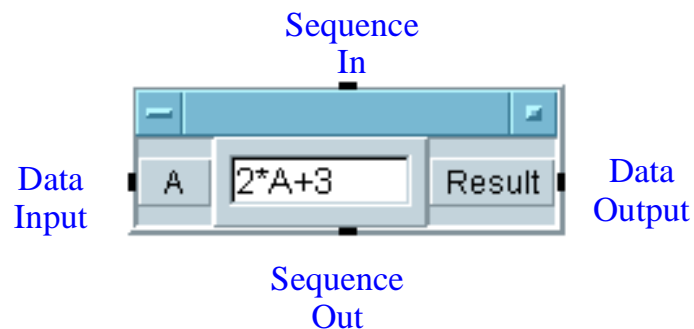 Sequence
In
Data
Input
A
2*A+3
Result
Data
Output
Sequence
Out